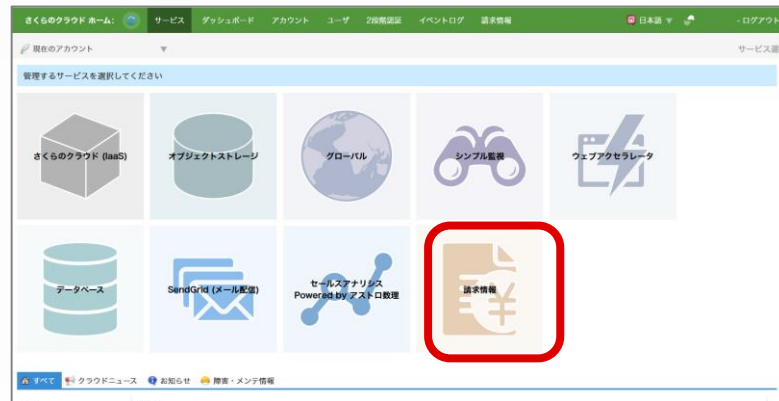 さくらのクラウド ホーム: サービス ダッシュボード アカウント ユーザ 2段階認証 イベントログ 請求情報 日本語 ▼ - ログアウト
現在のアカウント ▼ サービス選
管理するサービスを選択してください
さくらのクラウド (IaaS) オブジェクトストレージ グローバル シンプル監視 ウェブアクセラレータ
データベース SendGrid (メール配信) セールスアナリシス
Powered by アストロ数理 請求情報
すべて クラウドニュース お知らせ 障害・メンテ情報